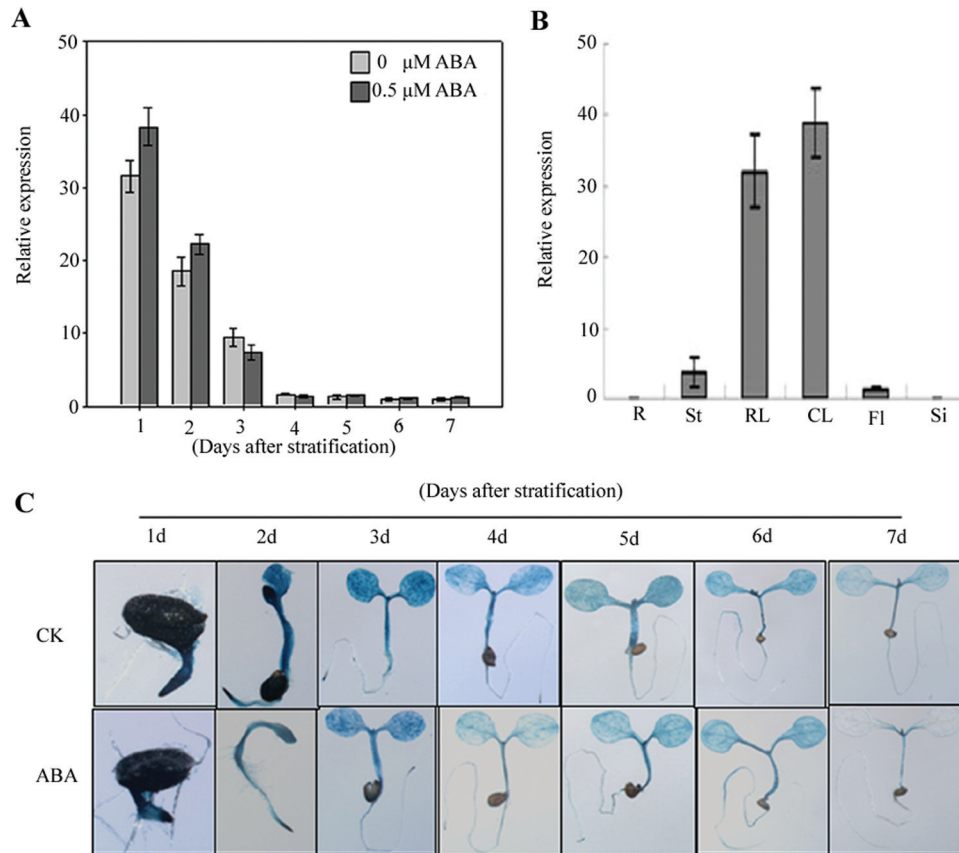 A
Relative expression
50
40
30
20
10
0
0 μM ABA
0.5 μM ABA
1 2 3 4 5 6 7
(Days after stratification)
B
Relative expression
50
40
30
20
10
0
R St RL CL Fl Si
C
(Days after stratification)
1d 2d 3d 4d 5d 6d 7d
CK
ABA